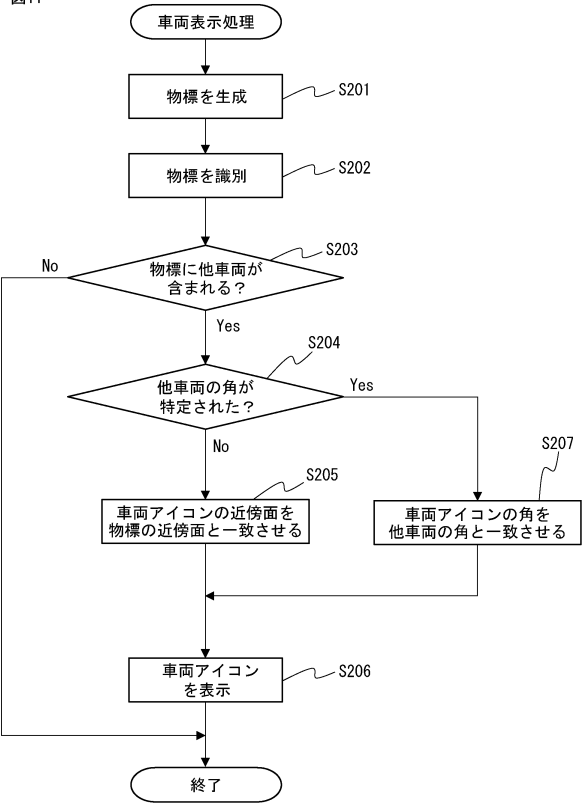 車両表示処理
物標を生成
S201
物標を識別
S202
S203
No
物標に他車両が
含まれる?
Yes
S204
他車両の角が
特定された?
Yes
No
S207
S205
車両アイコンの近傍面を
物標の近傍面と一致させる
車両アイコンの角を
他車両の角と一致させる
車両アイコン
を表示
S206
終了